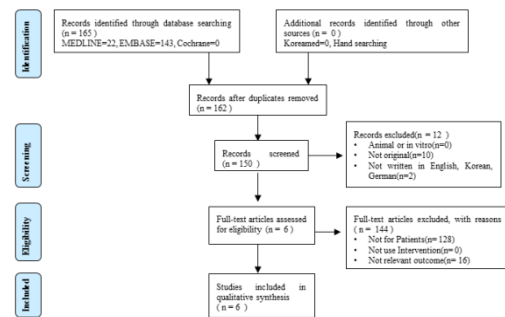 Identification
Records identified through database searching
(n = 165)
MEDLINE=22, EMBASE=143, Cochrane=0
Additional records identified through other
sources (n = 0)
Koreamed=0, Hand searching
Records after duplicates removed
(n = 162)
Screening
Records screened
(n = 150)
Records excluded(n = 12 )
• Animal or in vitro(n=0)
• Not original(n=10)
• Not written in English, Korean,
German(n=2)
Eligibility
Full-text articles assessed
for eligibility (n = 6)
Full-text articles excluded, with reasons
( n = 144)
• Not for Patients(n= 128)
• Not use Intervention(n= 0)
• Not relevant outcome(n= 16)
Included
Studies included in
qualitative synthesis
( n = 6 )